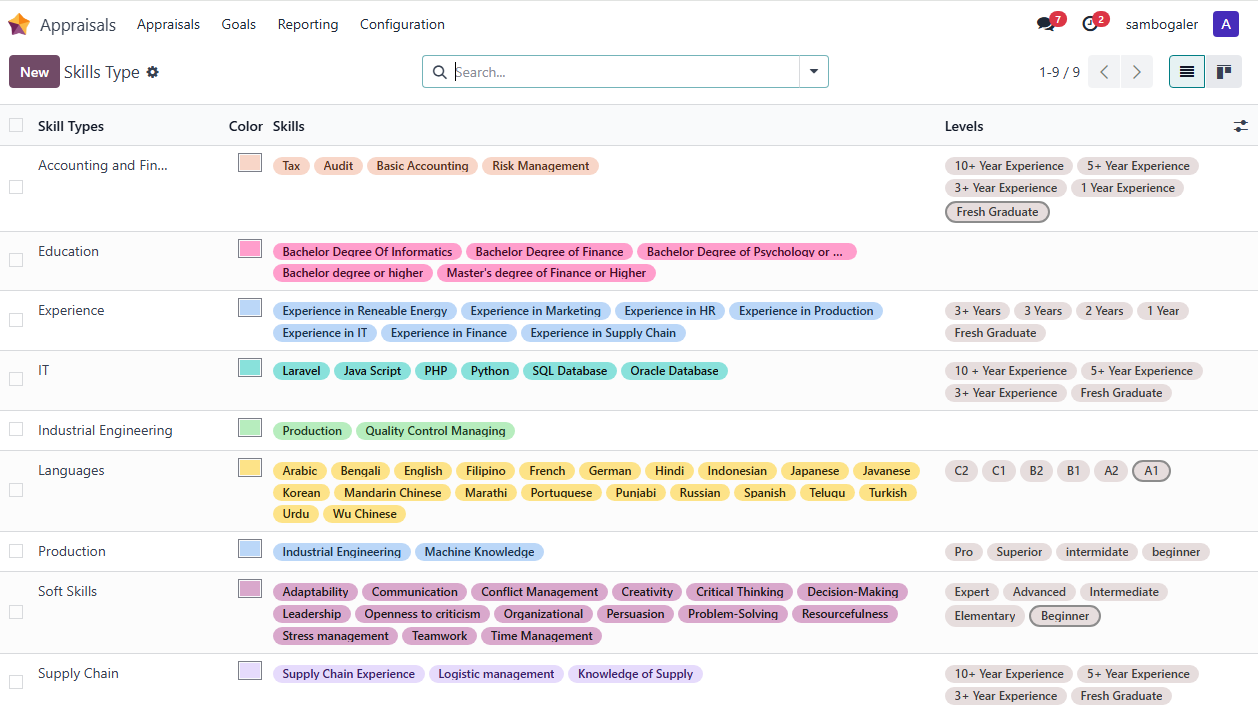 Appraisals Appraisals Goals Reporting Configuration 7 2 sambogaler A
New Skills Type Search... 1-9 / 9
Skill Types Color Skills Levels
Accounting and Fin... Tax Audit Basic Accounting Risk Management 10+ Year Experience 5+ Year Experience
3+ Year Experience 1 Year Experience
Fresh Graduate
Education Bachelor Degree Of Informatics Bachelor Degree of Finance Bachelor Degree of Psychology or ...
Bachelor degree or higher Master's degree of Finance or Higher
Experience Experience in Reneable Energy Experience in Marketing Experience in HR Experience in Production 3+ Years 3 Years 2 Years 1 Year
Experience in IT Experience in Finance Experience in Supply Chain Fresh Graduate
IT Laravel Java Script PHP Python SQL Database Oracle Database 10 + Year Experience 5+ Year Experience
3+ Year Experience Fresh Graduate
Industrial Engineering Production Quality Control Managing
Languages Arabic Bengali English Filipino French German Hindi Indonesian Japanese Javanese C2 C1 B2 B1 A2 A1
Korean Mandarin Chinese Marathi Portuguese Punjabi Russian Spanish Telugu Turkish
Urdu Wu Chinese
Production Industrial Engineering Machine Knowledge Pro Superior intermidate beginner
Soft Skills Adaptability Communication Conflict Management Creativity Critical Thinking Decision-Making Expert Advanced Intermediate
Leadership Openness to criticism Organizational Persuasion Problem-Solving Resourcefulness Elementary Beginner
Stress management Teamwork Time Management
Supply Chain Supply Chain Experience Logistic management Knowledge of Supply 10+ Year Experience 5+ Year Experience
3+ Year Experience Fresh Graduate